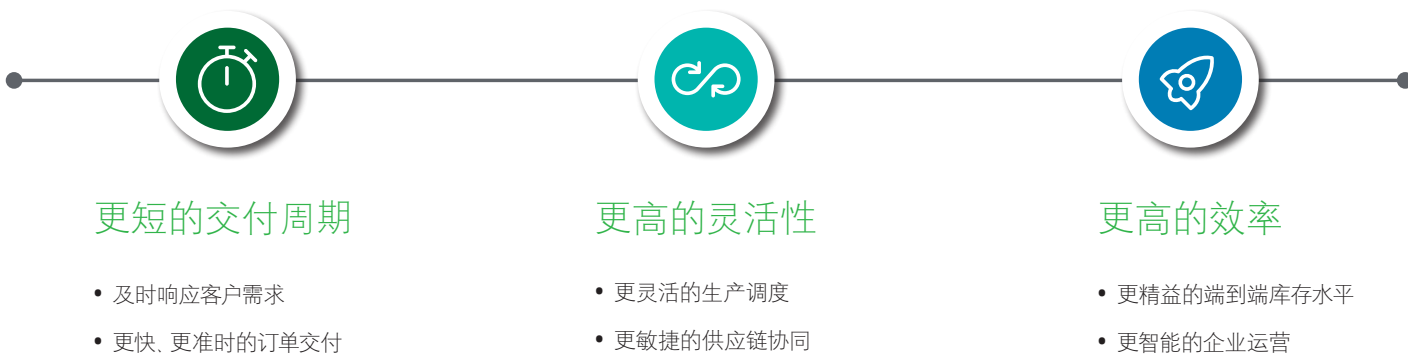 更短的交付周期
• 及时响应客户需求
• 更快、更准时的订单交付
更高的灵活性
• 更灵活的生产调度
• 更敏捷的供应链协同
更高的效率
• 更精益的端到端库存水平
• 更智能的企业运营